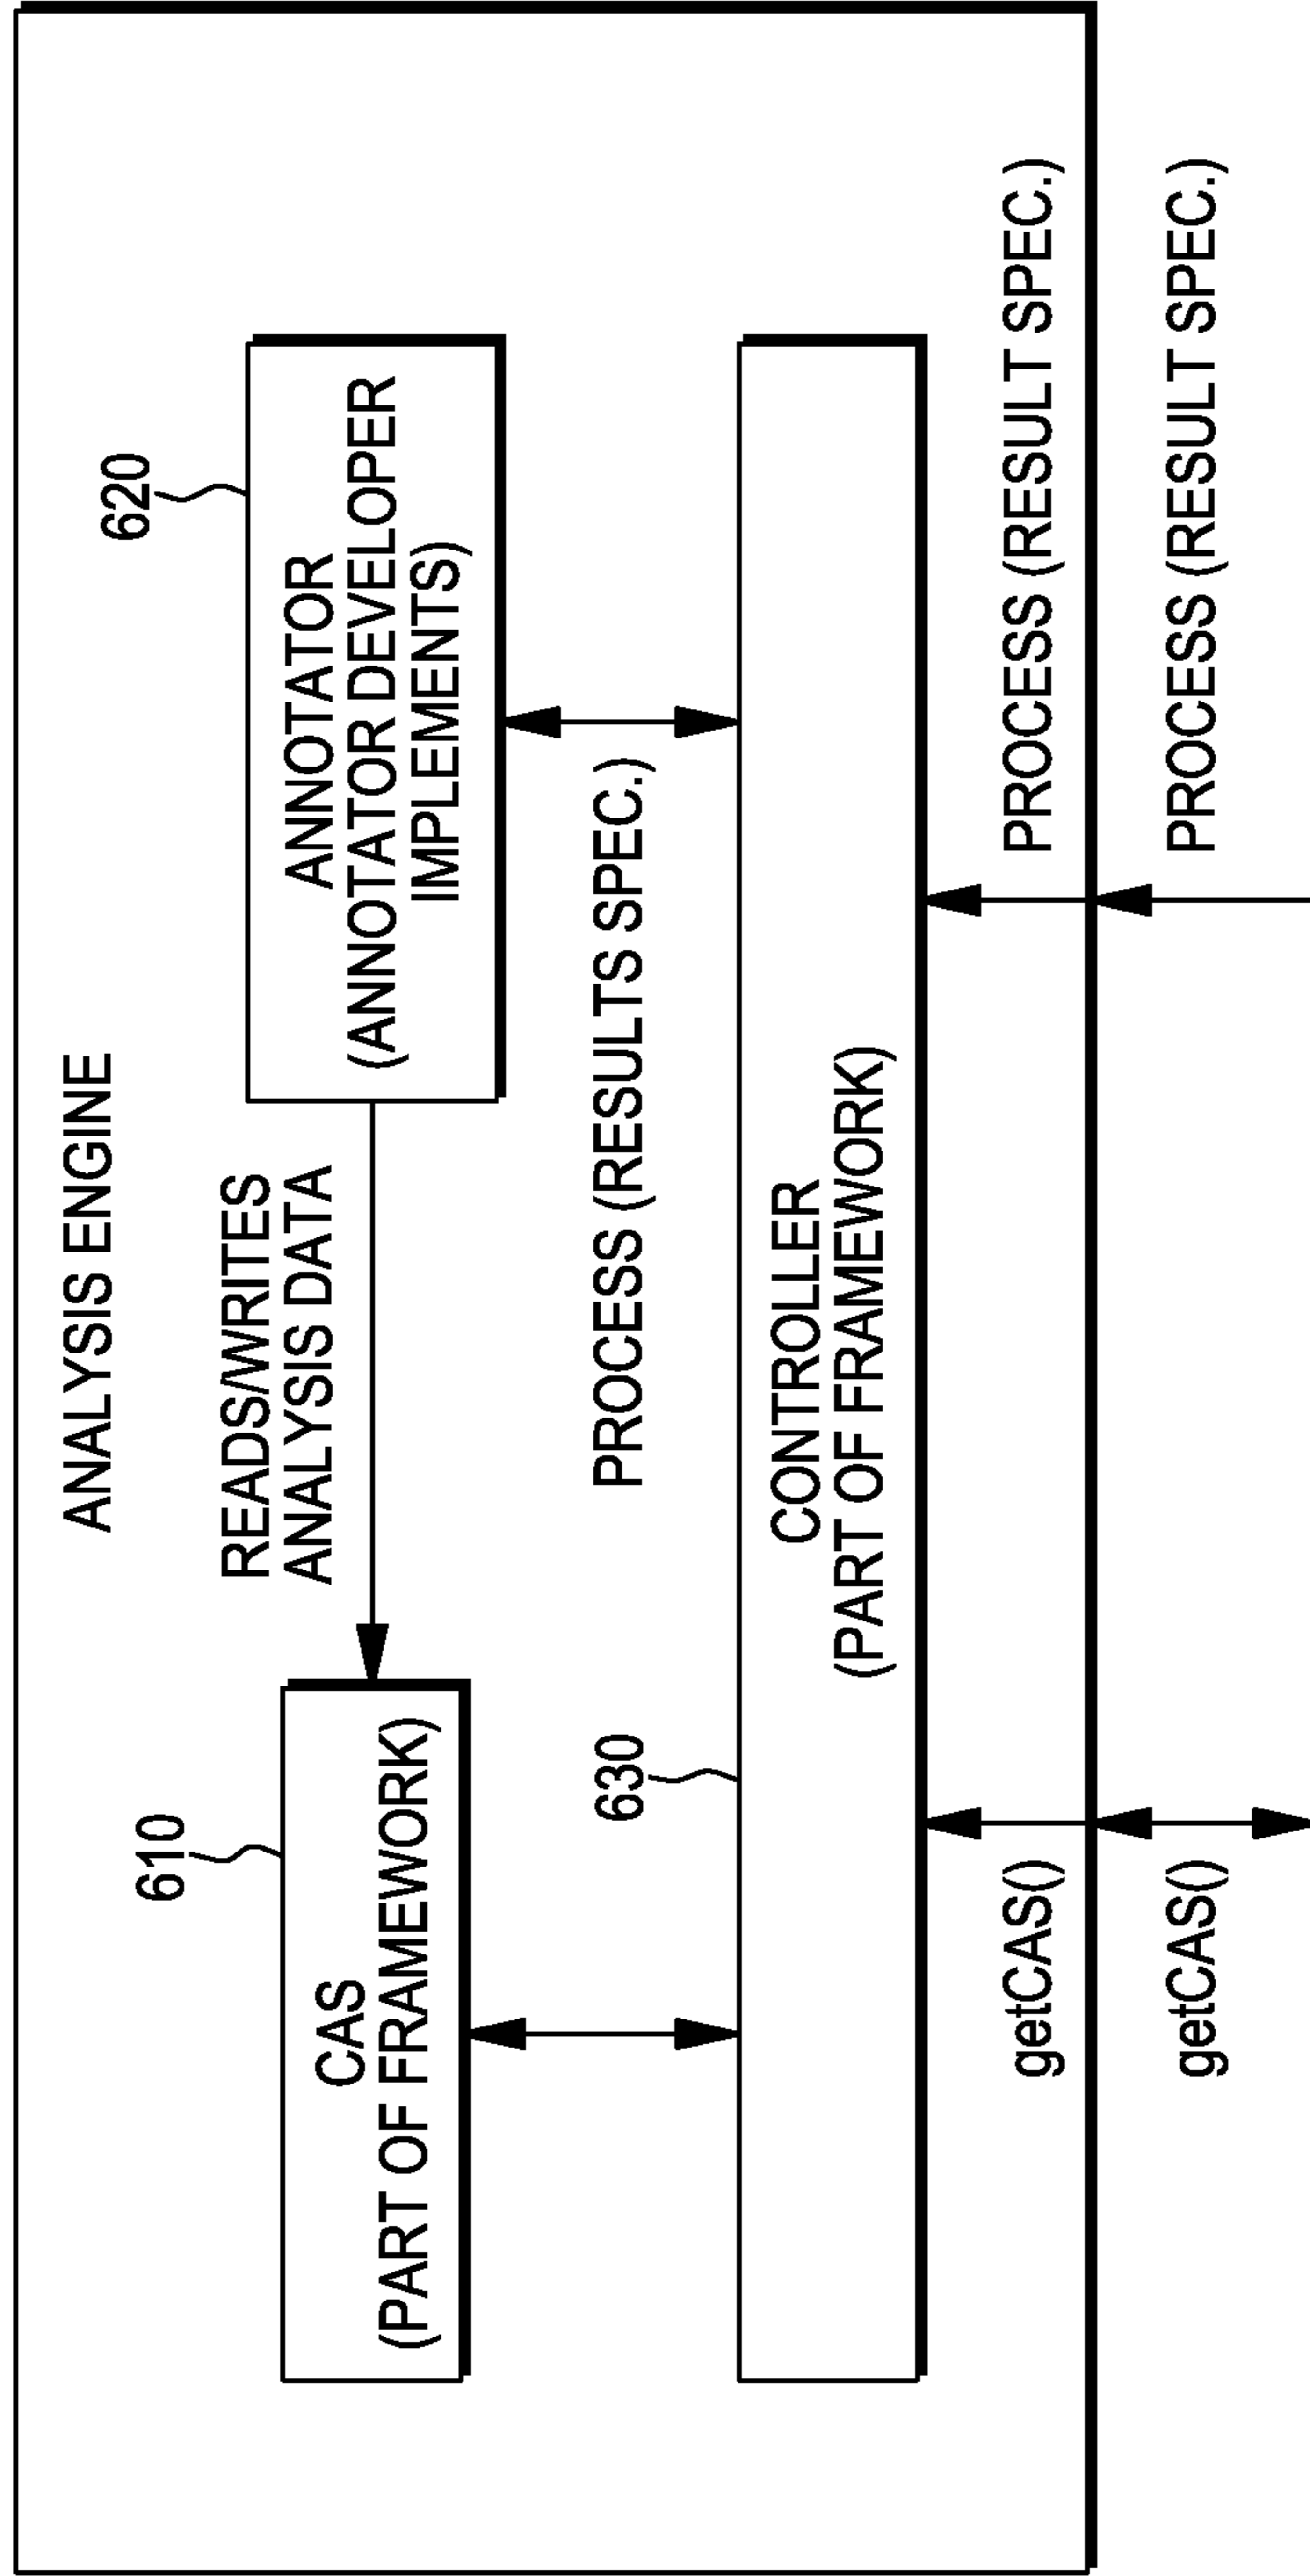 ANALYSIS ENGINE
610
CAS
(PART OF FRAMEWORK)
READS/WRITES
ANALYSIS DATA
620
ANNOTATOR
(ANNOTATOR DEVELOPER
IMPLEMENTS)
630
PROCESS (RESULTS SPEC.)
CONTROLLER
(PART OF FRAMEWORK)
getCAS()
PROCESS (RESULT SPEC.)
getCAS()
PROCESS (RESULT SPEC.)